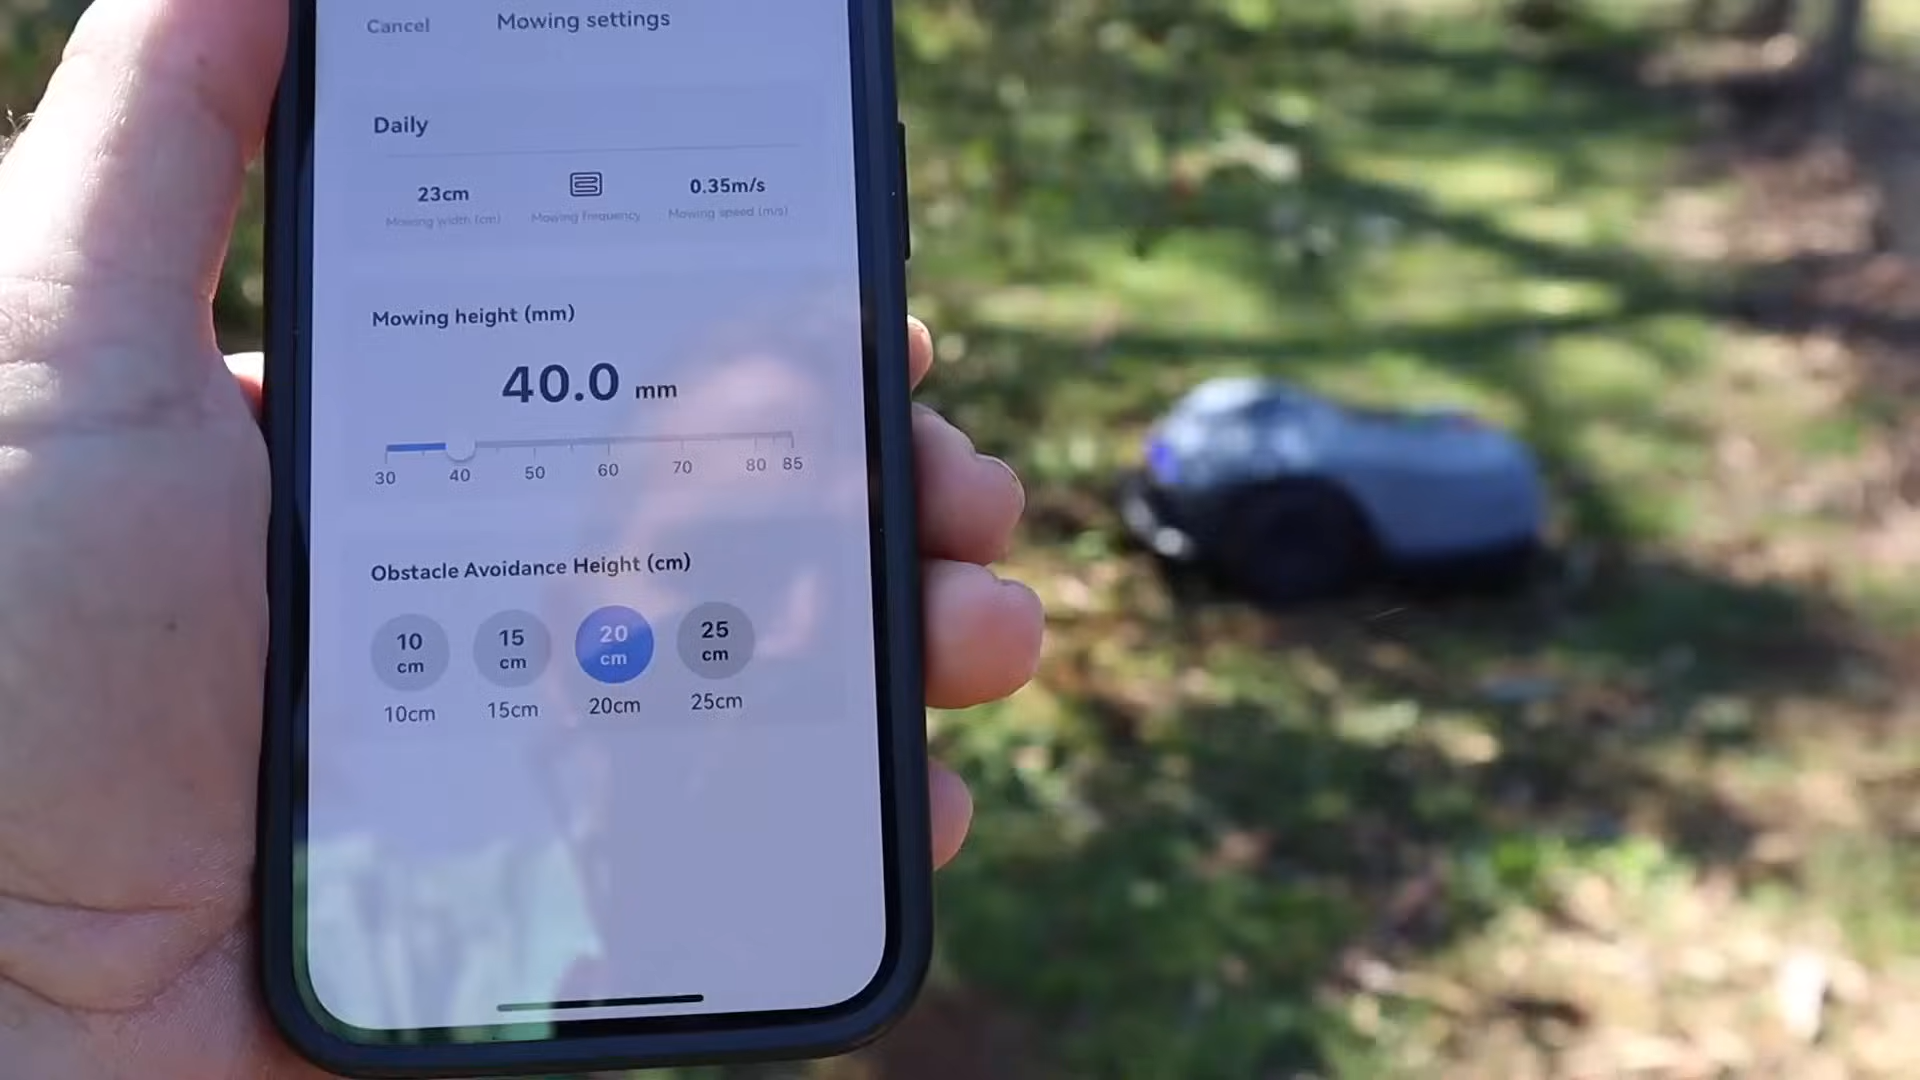 Cancel Mowing settings
Daily
23cm 0.35m/s
Mowing width (cm) Mowing frequency Mowing speed (m/s)
Mowing height (mm)
40.0 mm
30 40 50 60 70 80 85
Obstacle Avoidance Height (cm)
10 15 20 25
cm cm cm cm
10cm 15cm 20cm 25cm